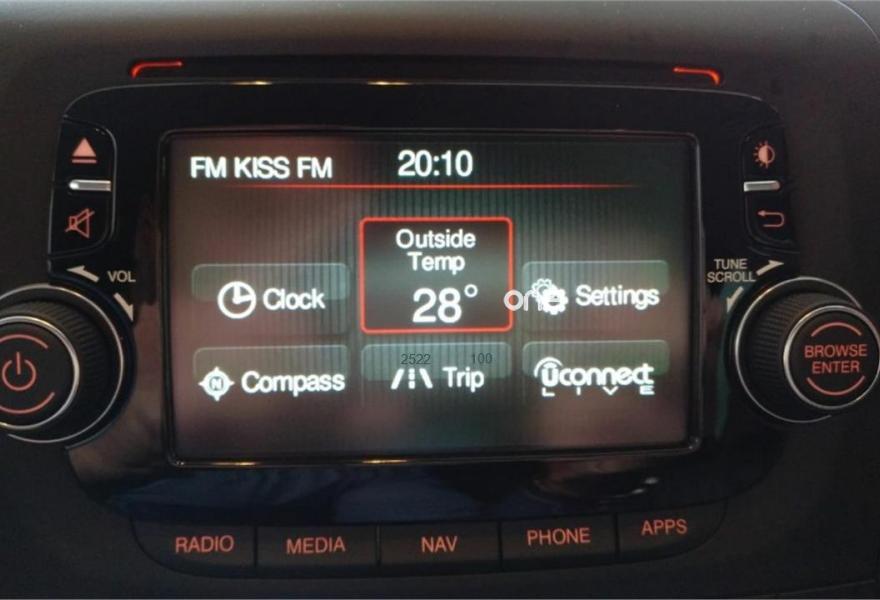 FM KISS FM
20:10
VOL
TUNE
SCROLL
Outside
Temp
28°
Clock
one
Settings
2522 100
Compass
N
Trip
Uconnect
LIVE
BROWSE
ENTER
RADIO
MEDIA
NAV
PHONE
APPS